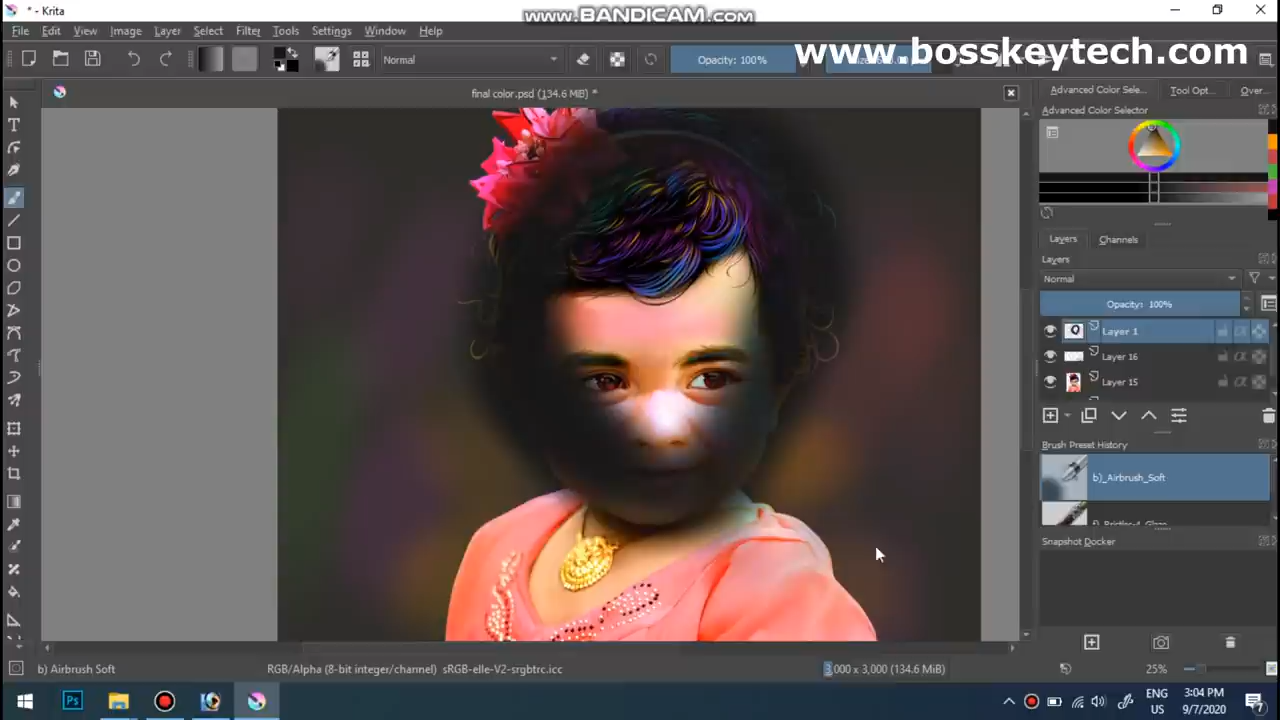 * - Krita
www.BANDICAM.com
File Edit View Image Layer Select Filter Tools Settings Windows Help
www.bosskeytech.com
Normal
Opacity: 100%
final color.psd (134.6 MiB) *
Advanced Color Sele... Tool Opt... Over...
Advanced Color Selector
Layers Channels
Layers
Normal
Opacity: 100%
Layer 1
Layer 16
Layer 15
Brush Preset History
b)_Airbrush_Soft
Snapshot Docker
b) Airbrush Soft RGB/Alpha (8-bit integer/channel) sRGB-elle-V2-srgbtrc.icc 3,000 x 3,000 (134.6 MiB) 25%
Ps
ENG
US
3:04 PM
9/7/2020